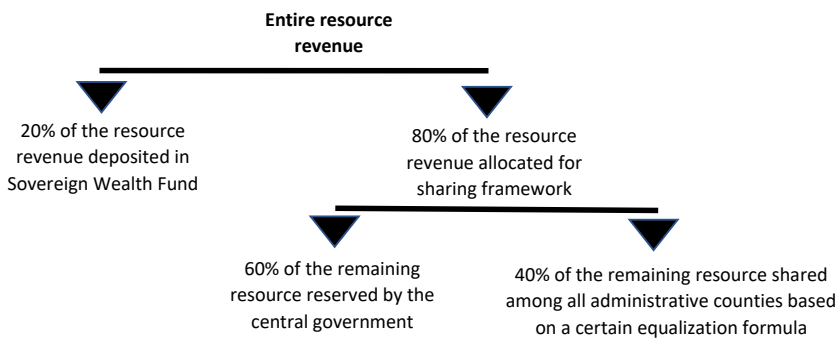 Entire resource
revenue
20% of the resource
revenue deposited in
Sovereign Wealth Fund
80% of the resource
revenue allocated for
sharing framework
60% of the remaining
resource reserved by the
central government
40% of the remaining resource shared
among all administrative counties based
on a certain equalization formula